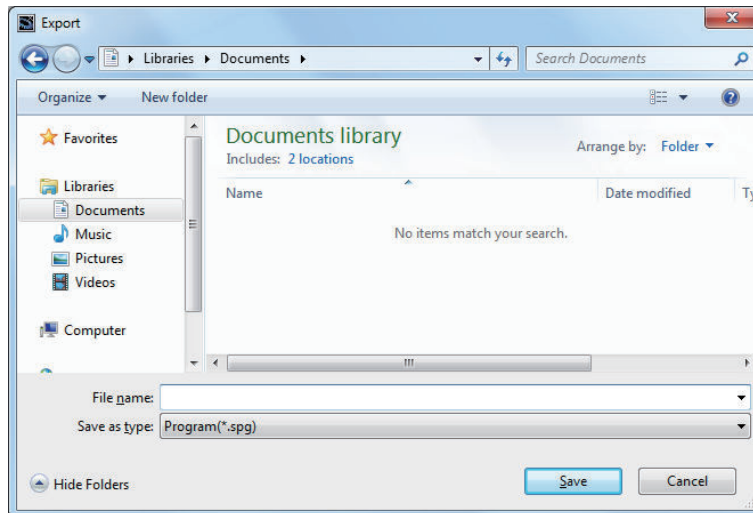 Export
Libraries Documents
Search Documents
Organize New folder
Favorites
Libraries
Documents
Music
Pictures
Videos
Computer
Documents library
Includes: 2 locations
Arrange by: Folder
Name Date modified Ty
No items match your search.
File name:
Save as type: Program(*.spg)
Hide Folders
Save Cancel